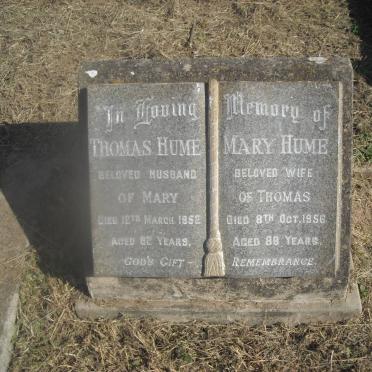 In Loving Memory of
THOMAS HUME
BELOVED HUSBAND
OF MARY
DIED 12TH MARCH 1952
AGED 82 YEARS,
MARY HUME
BELOVED WIFE
OF THOMAS
DIED 8TH OCT. 1956
AGED 88 YEARS.
GOD'S GIFT - REMEMBRANCE.